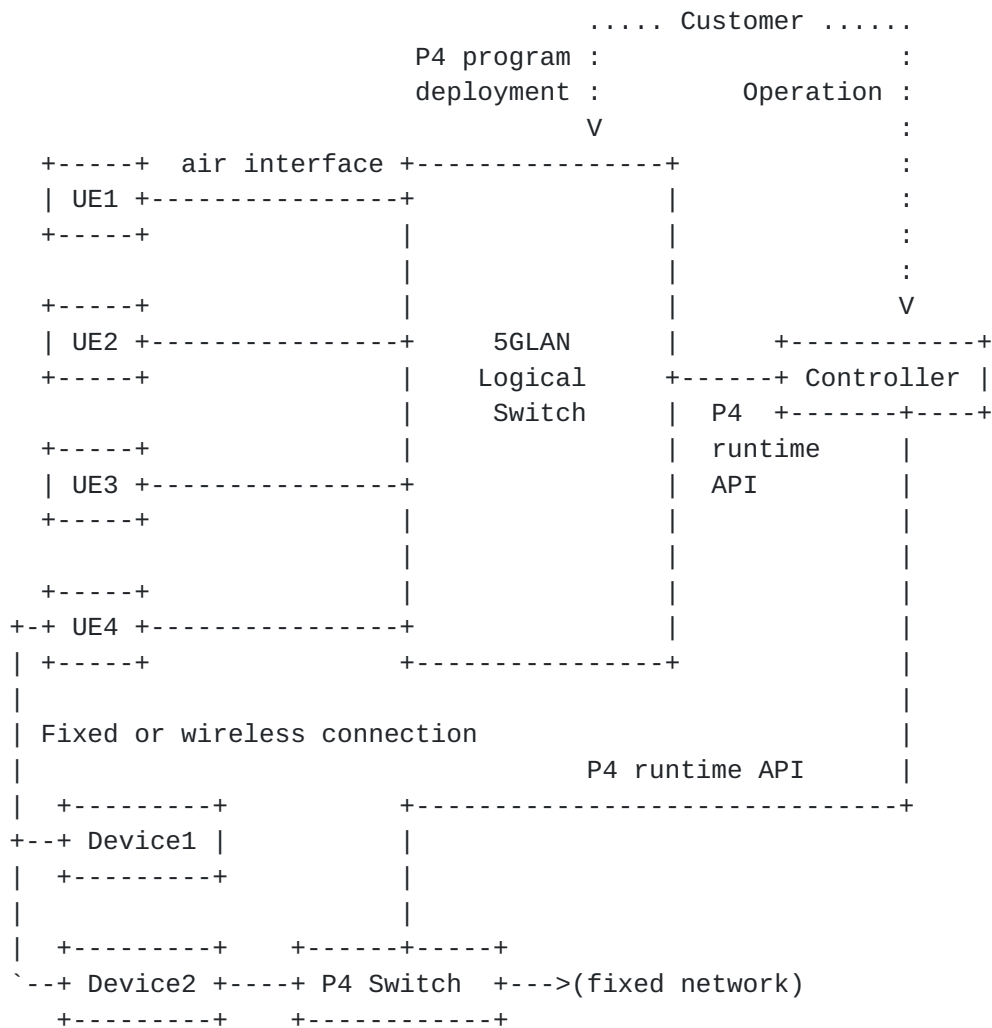 ..... Customer ......
P4 program : :
deployment : Operation : 
V :
+-----+ air interface +----------------+ :
| UE1 +----------------+ | :
+-----+ | | :
| | :
+-----+ | | V
| UE2 +----------------+ 5GLAN | +------------+
+-----+ | Logical +------+ Controller |
| Switch | P4 +-------+----+
+-----+ | | runtime |
| UE3 +----------------+ | API |
+-----+ | | |
| | |
+-----+ | | |
+-+ UE4 +----------------+ | |
| +-----+ +----------------+ |
| |
| Fixed or wireless connection |
| P4 runtime API |
| +---------+ +-------------------------------+
+--+ Device1 | |
| +---------+ |
| |
| +---------+ +------+-----+
`--+ Device2 +----+ P4 Switch +--->(fixed network)
+---------+ +------------+